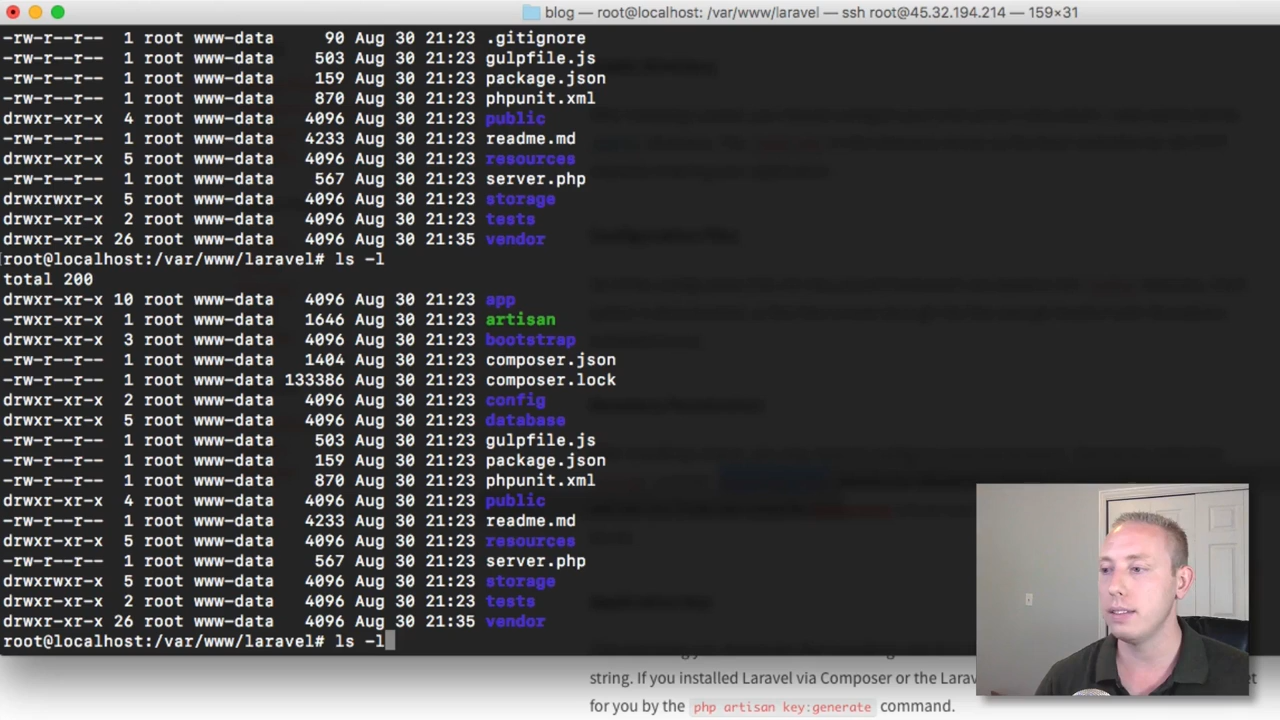 blog — root@localhost: /var/www/laravel — ssh root@45.32.194.214 — 159×31
-rw-r--r-- 1 root www-data 90 Aug 30 21:23 .gitignore
-rw-r--r-- 1 root www-data 503 Aug 30 21:23 gulpfile.js
-rw-r--r-- 1 root www-data 159 Aug 30 21:23 package.json
-rw-r--r-- 1 root www-data 870 Aug 30 21:23 phpunit.xml
drwxr-xr-x 4 root www-data 4096 Aug 30 21:23 public
-rw-r--r-- 1 root www-data 4233 Aug 30 21:23 readme.md
drwxr-xr-x 5 root www-data 4096 Aug 30 21:23 resources
-rw-r--r-- 1 root www-data 567 Aug 30 21:23 server.php
drwxrwxr-x 5 root www-data 4096 Aug 30 21:23 storage
drwxr-xr-x 2 root www-data 4096 Aug 30 21:23 tests
drwxr-xr-x 26 root www-data 4096 Aug 30 21:35 vendor
root@localhost:/var/www/laravel# ls -l
total 200
drwxr-xr-x 10 root www-data 4096 Aug 30 21:23 app
-rwxr-xr-x 1 root www-data 1646 Aug 30 21:23 artisan
drwxr-xr-x 3 root www-data 4096 Aug 30 21:23 bootstrap
-rw-r--r-- 1 root www-data 1404 Aug 30 21:23 composer.json
-rw-r--r-- 1 root www-data 133386 Aug 30 21:23 composer.lock
drwxr-xr-x 2 root www-data 4096 Aug 30 21:23 config
drwxr-xr-x 5 root www-data 4096 Aug 30 21:23 database
-rw-r--r-- 1 root www-data 503 Aug 30 21:23 gulpfile.js
-rw-r--r-- 1 root www-data 159 Aug 30 21:23 package.json
-rw-r--r-- 1 root www-data 870 Aug 30 21:23 phpunit.xml
drwxr-xr-x 4 root www-data 4096 Aug 30 21:23 public
-rw-r--r-- 1 root www-data 4233 Aug 30 21:23 readme.md
drwxr-xr-x 5 root www-data 4096 Aug 30 21:23 resources
-rw-r--r-- 1 root www-data 567 Aug 30 21:23 server.php
drwxrwxr-x 5 root www-data 4096 Aug 30 21:23 storage
drwxr-xr-x 2 root www-data 4096 Aug 30 21:23 tests
drwxr-xr-x 26 root www-data 4096 Aug 30 21:35 vendor
root@localhost:/var/www/laravel# ls -l
string. If you installed Laravel via Composer or the Larav
for you by the php artisan key:generate command.